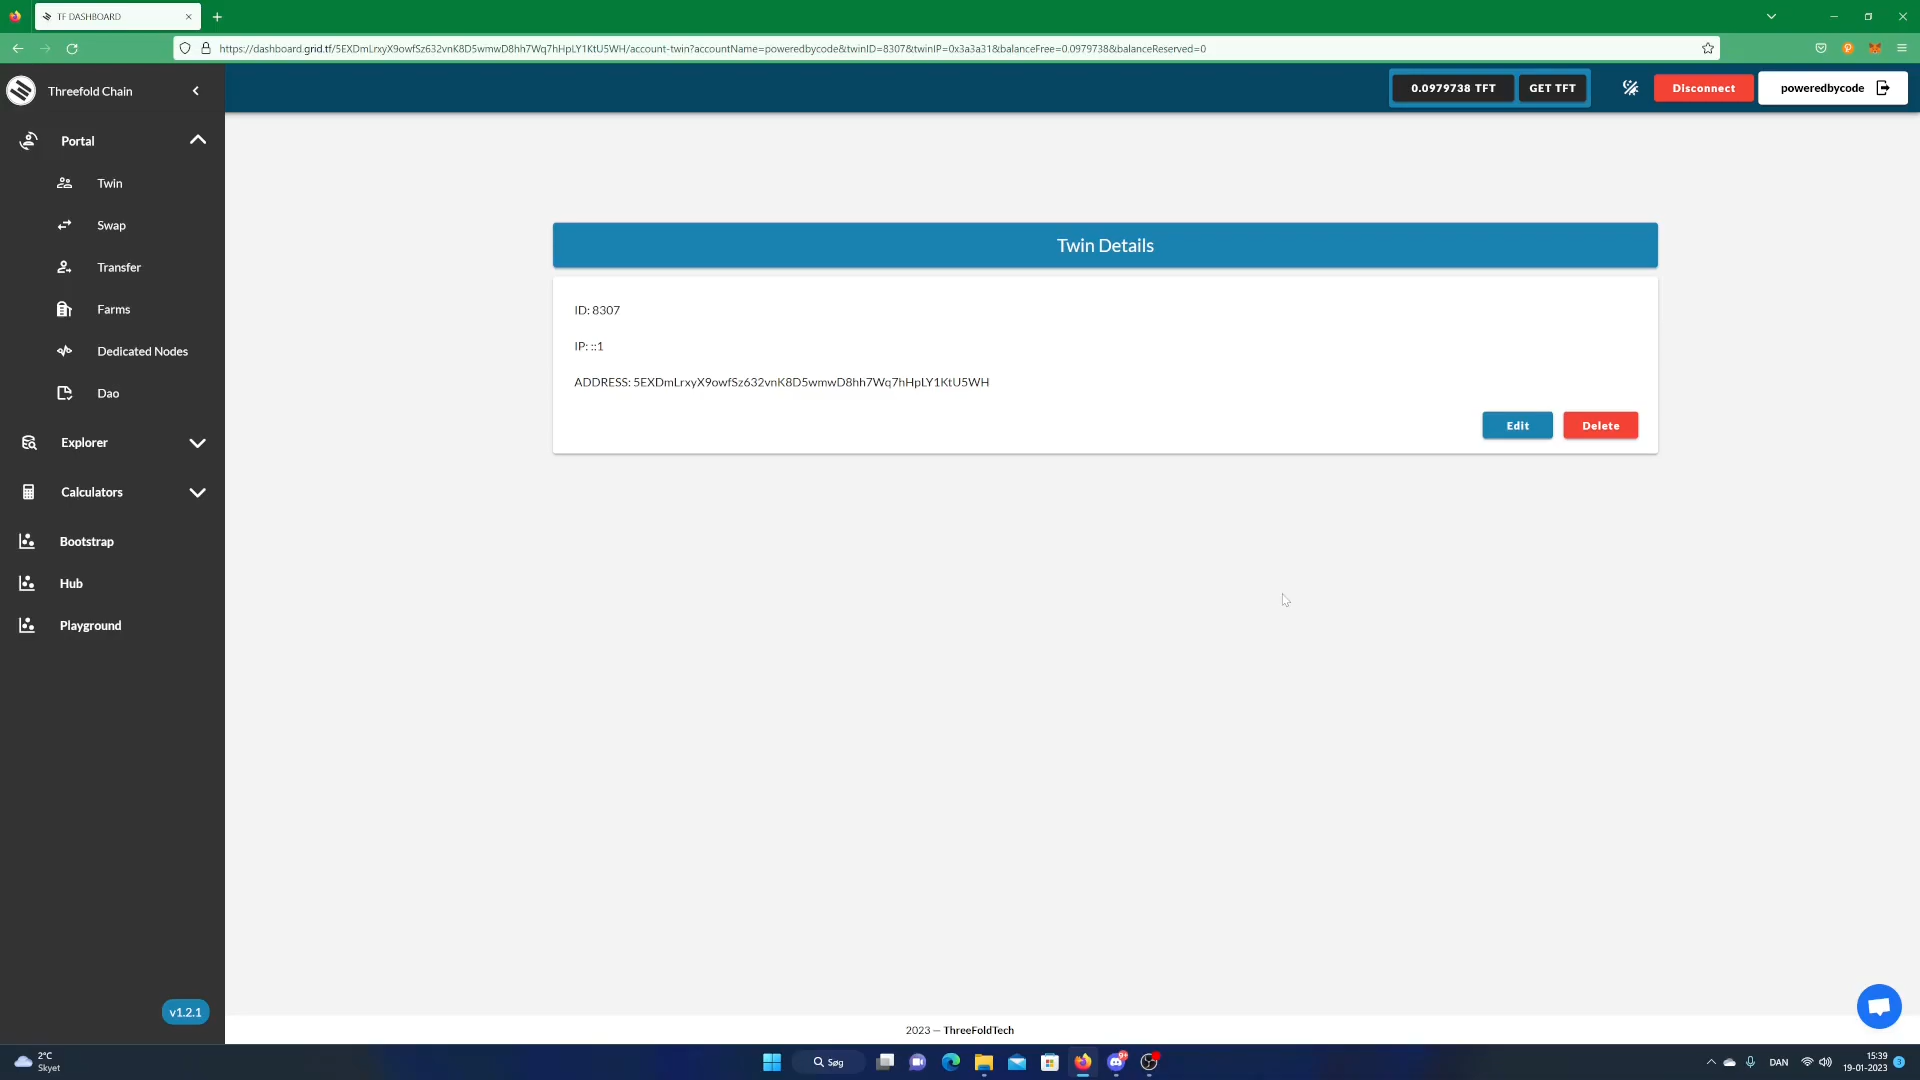 TF DASHBOARD
https://dashboard.grid.tf/5EXDmLrxyX9owfSz632vnK8D5wmwD8hh7Wq7hHpLY1KtU5WH/account-twin?accountName=poweredbycode&twinID=8307&twinIP=0x3a3a31&balanceFree=0.0979738&balanceReserved=0
Threefold Chain
0.0979738 TFT
GET TFT
Disconnect
poweredbycode
Portal
Twin
Swap
Transfer
Farms
Dedicated Nodes
Dao
Explorer
Calculators
Bootstrap
Hub
Playground
v1.2.1
Twin Details
ID: 8307
IP: ::1
ADDRESS: 5EXDmLrxyX9owfSz632vnK8D5wmwD8hh7Wq7hHpLY1KtU5WH
Edit
Delete
2023 — ThreeFoldTech
2°C
Skyet
Søg
9+
DAN
15:39
19-01-2023
3